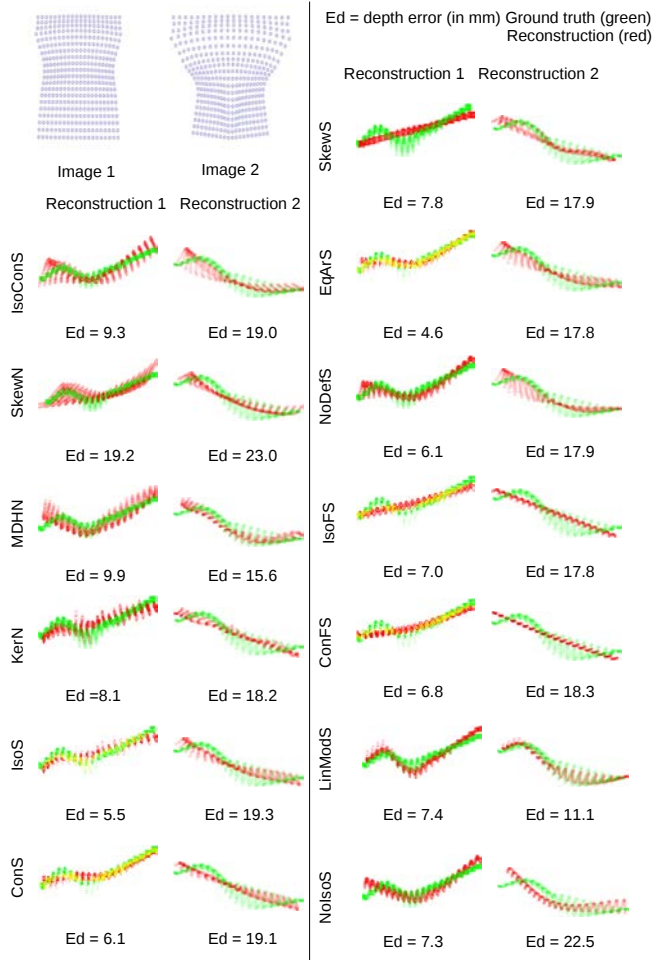 Image 1
Image 2
Reconstruction 1 Reconstruction 2
IsoConS
Ed = 9.3
Ed = 19.0
SkewN
Ed = 19.2
Ed = 23.0
MDHN
Ed = 9.9
Ed = 15.6
KerN
Ed =8.1
Ed = 18.2
IsoS
Ed = 5.5
Ed = 19.3
ConS
Ed = 6.1
Ed = 19.1
Ed = depth error (in mm) Ground truth (green)
Reconstruction (red)
Reconstruction 1 Reconstruction 2
SkewS
Ed = 7.8
Ed = 17.9
EqArS
Ed = 4.6
Ed = 17.8
NoDefS
Ed = 6.1
Ed = 17.9
IsoFS
Ed = 7.0
Ed = 17.8
ConFS
Ed = 6.8
Ed = 18.3
LinModS
Ed = 7.4
Ed = 11.1
NoIsoS
Ed = 7.3
Ed = 22.5